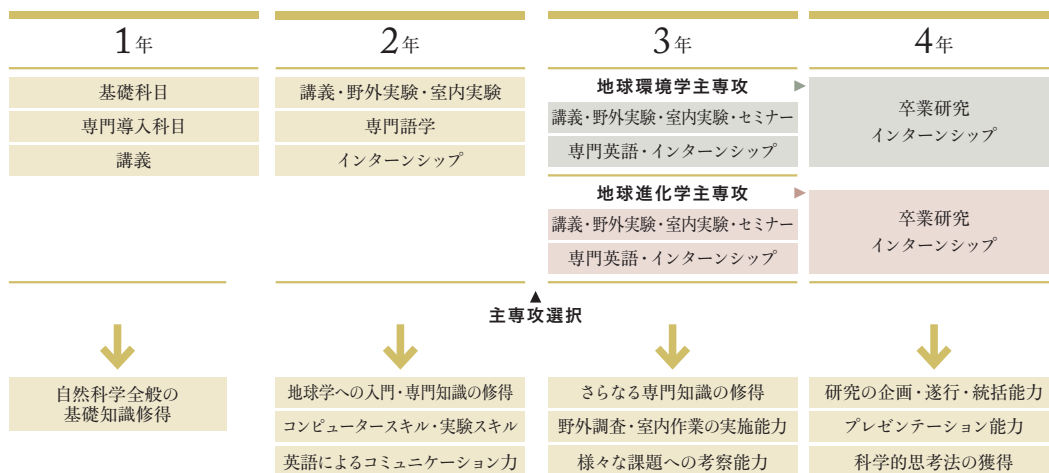 1年
基礎科目
専門導入科目
講義
自然科学全般の
基礎知識修得
2年
講義・野外実験・室内実験
専門語学
インターンシップ
主専攻選択
地球学への入門・専門知識の修得
コンピュータースキル・実験スキル
英語によるコミュニケーション力
3年
地球環境学主専攻
講義・野外実験・室内実験・セミナー
専門英語・インターンシップ
地球進化学主専攻
講義・野外実験・室内実験・セミナー
専門英語・インターンシップ
さらなる専門知識の修得
野外調査・室内作業の実施能力
様々な課題への考察能力
4年
卒業研究
インターンシップ
卒業研究
インターンシップ
研究の企画・遂行・統括能力
プレゼンテーション能力
科学的思考法の獲得